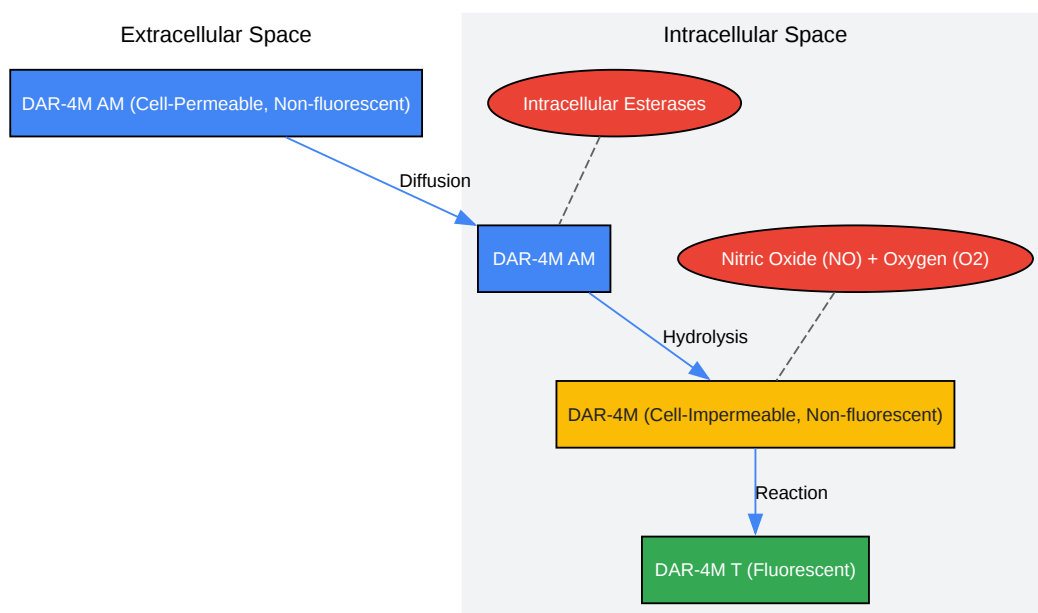 Extracellular Space
Intracellular Space
DAR-4M AM (Cell-Permeable, Non-fluorescent)
Intracellular Esterases
Diffusion
DAR-4M AM
Nitric Oxide (NO) + Oxygen (O2)
Hydrolysis
DAR-4M (Cell-Impermeable, Non-fluorescent)
Reaction
DAR-4M T (Fluorescent)